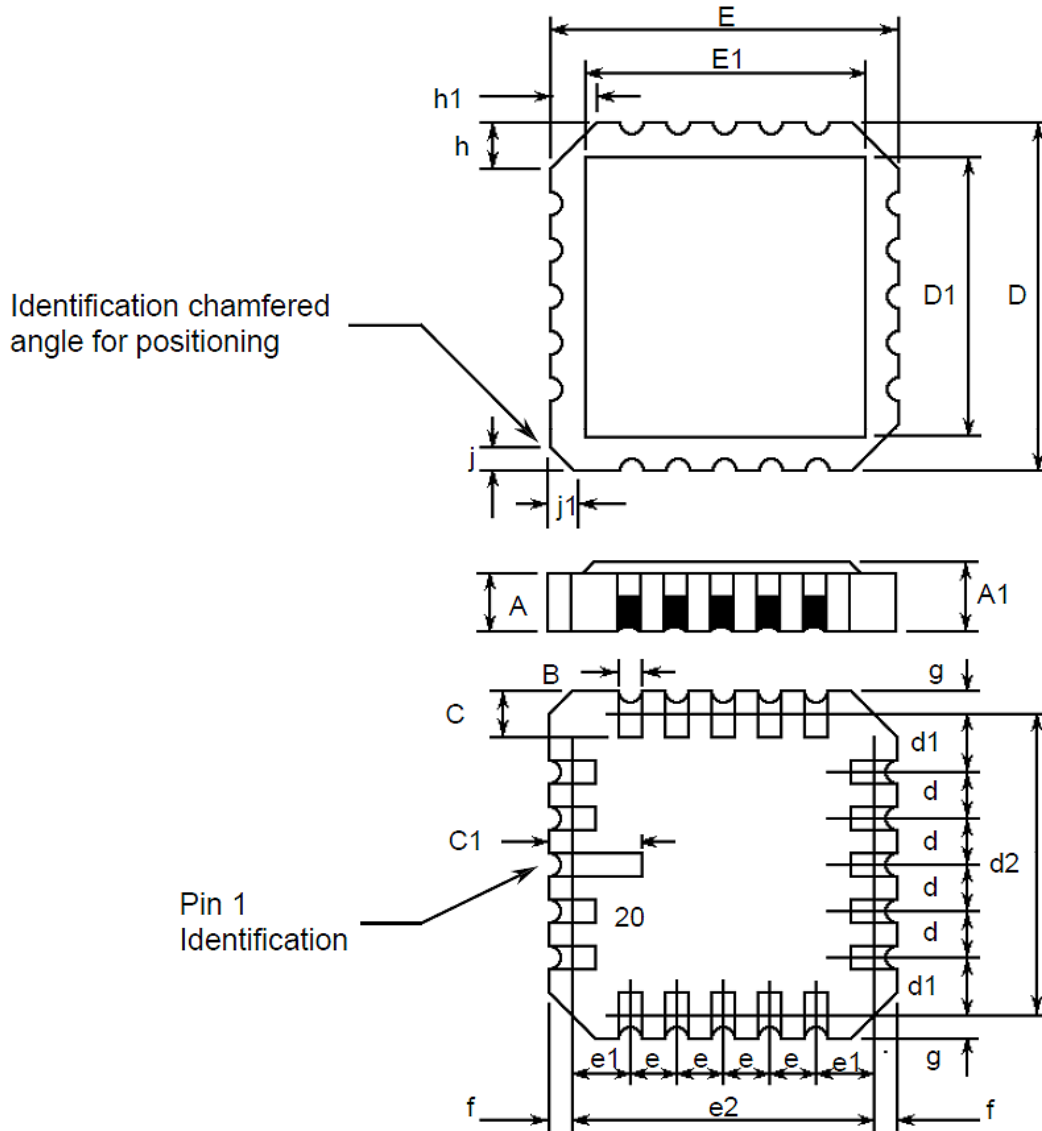 E
E1
h1
h
D1
D
Identification chamfered
angle for positioning
j
j1
A
A1
B
g
C
d1
d
C1
d
d2
d
Pin 1
Identification
20
d
d1
e1 e e e e e1
g
f
e2
f